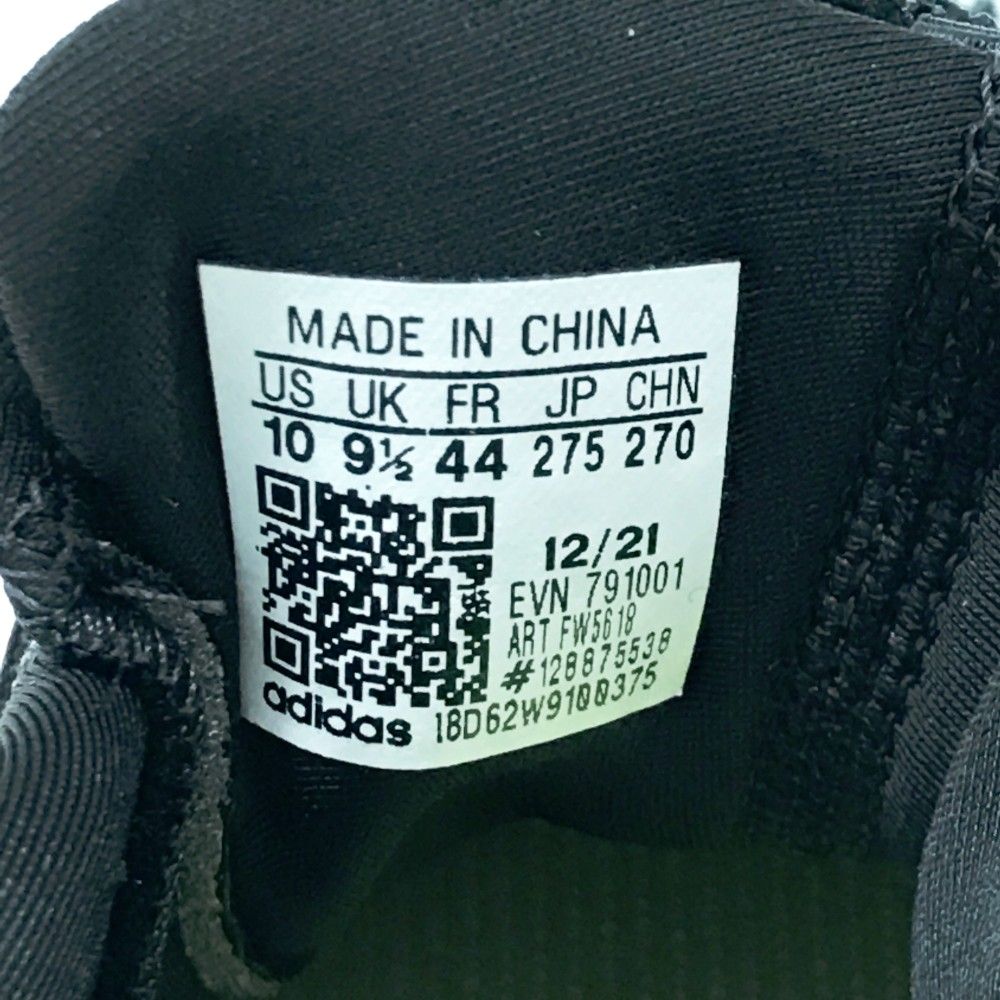 MADE IN CHINA
US UK FR JP CHN
10 9½ 44 275 270
12/21
EVN 791001
ART FW5618
#128875538
adidas 18D62W9100375